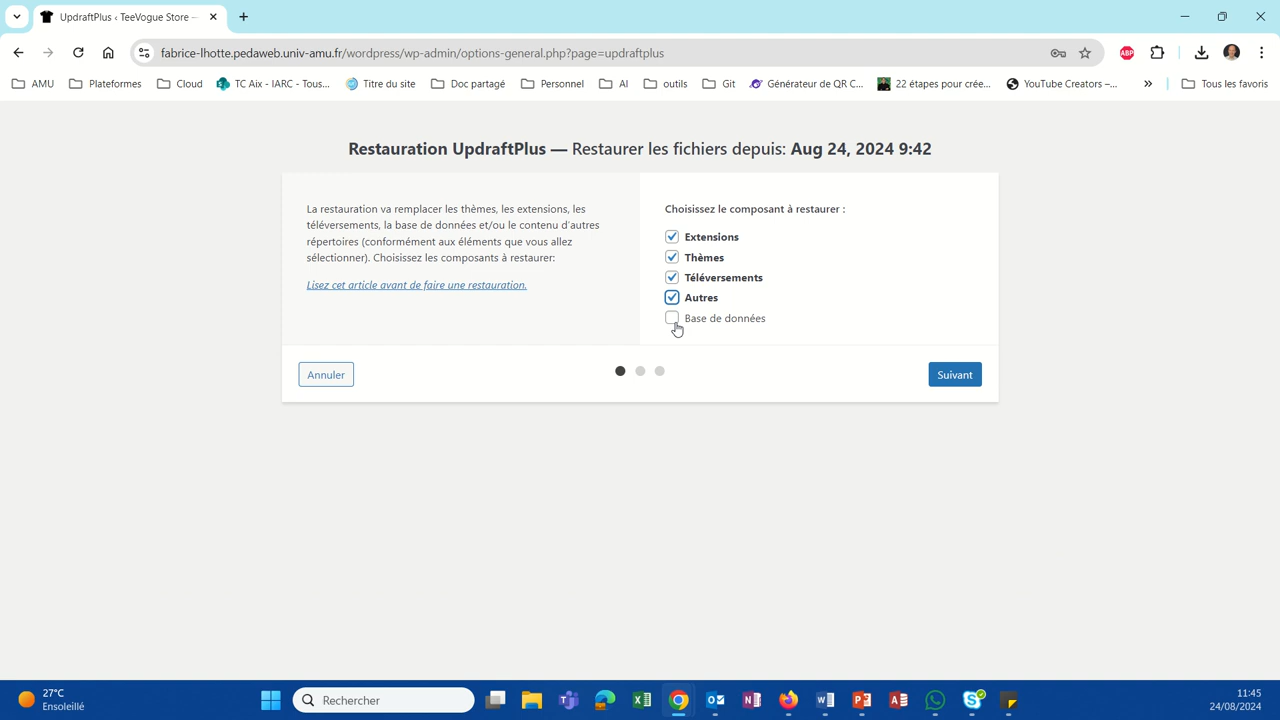 UpdraftPlus ‹ TeeVogue Store —
fabrice-lhotte.pedaweb.univ-amu.fr/wordpress/wp-admin/options-general.php?page=updraftplus
ABP
AMU Plateformes Cloud TC Aix - IARC - Tous... Titre du site Doc partagé Personnel AI outils Git Générateur de QR C... 22 étapes pour crée... YouTube Creators –... » Tous les favoris
Restauration UpdraftPlus — Restaurer les fichiers depuis: Aug 24, 2024 9:42
La restauration va remplacer les thèmes, les extensions, les
téléversements, la base de données et/ou le contenu d'autres
répertoires (conformément aux éléments que vous allez
sélectionner). Choisissez les composants à restaurer:
Lisez cet article avant de faire une restauration.
Choisissez le composant à restaurer :
Extensions
Thèmes
Téléversements
Autres
Base de données
Annuler
Suivant
27°C
Ensoleillé
Rechercher
11:45
24/08/2024